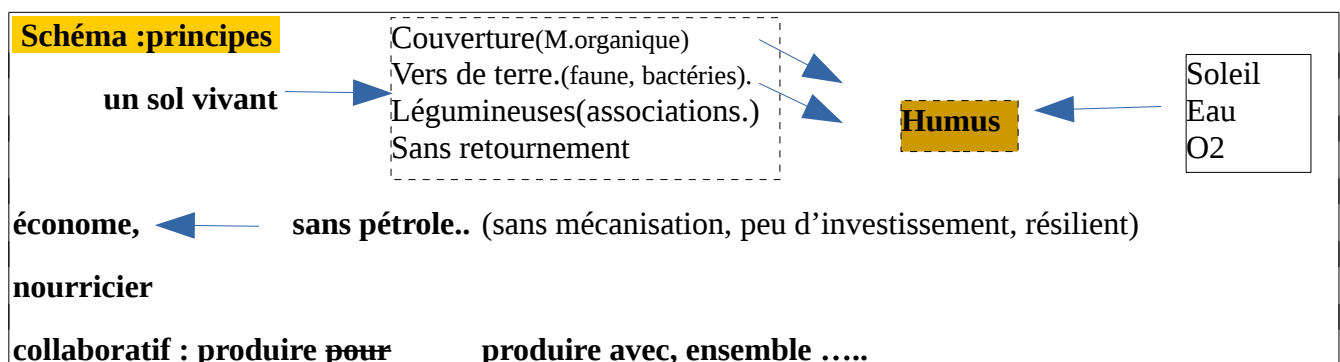 Schéma :principes
un sol vivant
Couverture(M.organique)
Vers de terre.(faune, bactéries).
Légumineuses(associations.)
Sans retournement
Humus
Soleil
Eau
O2
économe, sans pétrole.. (sans mécanisation, peu d’investissement, résilient)
nourricier
collaboratif : produire pour produire avec, ensemble …..